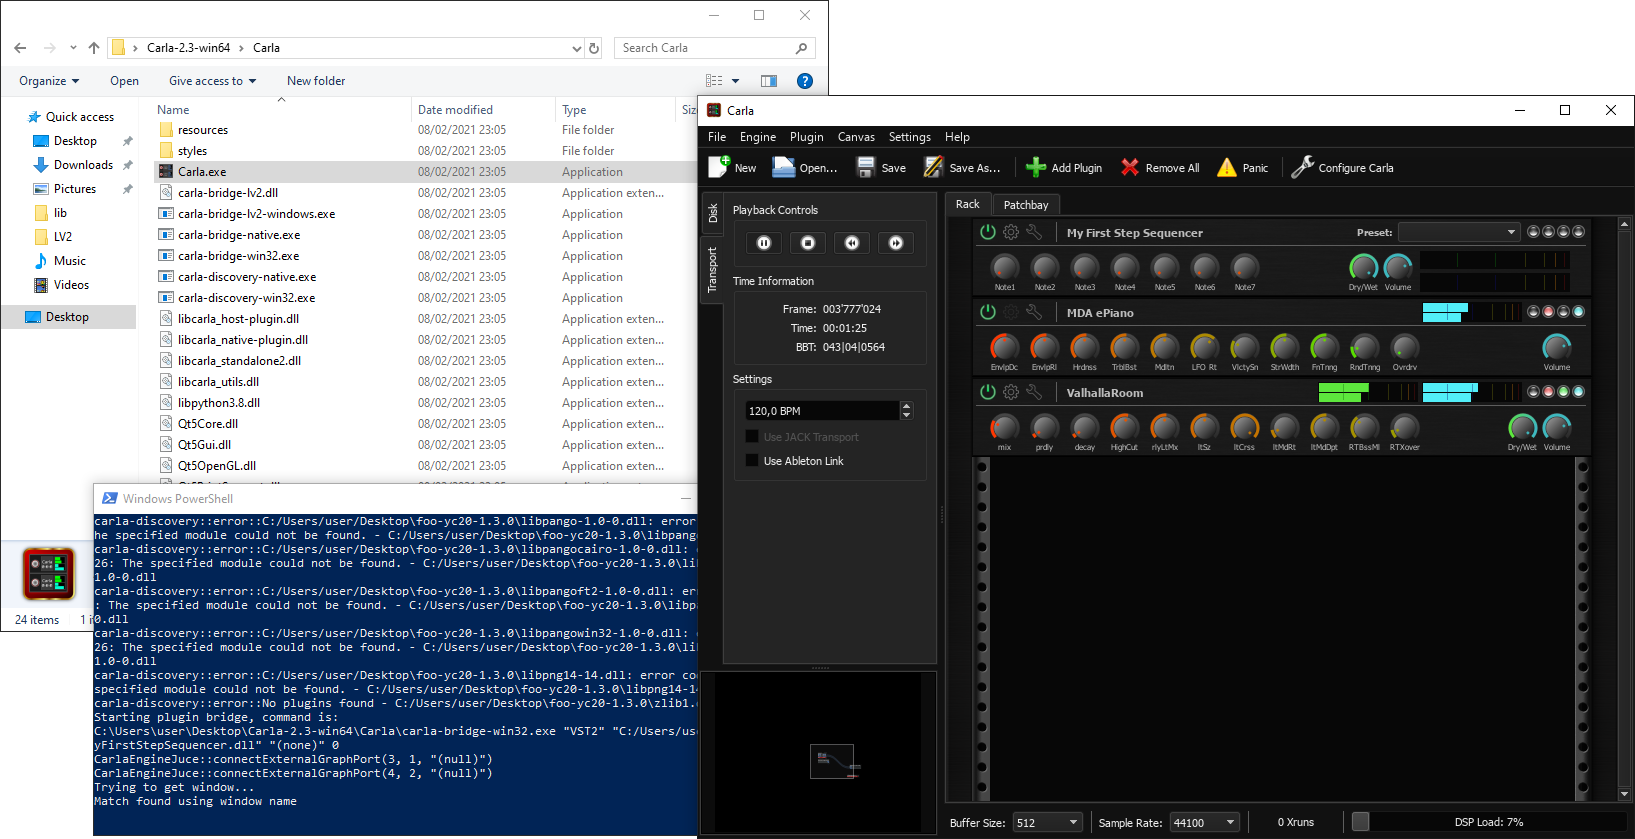 Carla-2.3-win64 › Carla
Search Carla
Organize
Open
Give access to
New folder
Name
Date modified
Type
Quick access
Desktop
Downloads
Pictures
lib
LV2
Music
Videos
Desktop
resources 08/02/2021 23:05 File folder
styles 08/02/2021 23:05 File folder
Carla.exe 08/02/2021 23:05 Application
carla-bridge-lv2.dll 08/02/2021 23:05 Application exten...
carla-bridge-lv2-windows.exe 08/02/2021 23:05 Application
carla-bridge-native.exe 08/02/2021 23:05 Application
carla-bridge-win32.exe 08/02/2021 23:05 Application
carla-discovery-native.exe 08/02/2021 23:05 Application
carla-discovery-win32.exe 08/02/2021 23:05 Application
libcarla_host-plugin.dll 08/02/2021 23:05 Application exten...
libcarla_native-plugin.dll 08/02/2021 23:05 Application exten...
libcarla_standalone2.dll 08/02/2021 23:05 Application exten...
libcarla_utils.dll 08/02/2021 23:05 Application exten...
libpython3.8.dll 08/02/2021 23:05 Application exten...
Qt5Core.dll 08/02/2021 23:05 Application exten...
Qt5Gui.dll 08/02/2021 23:05 Application exten...
Qt5OpenGL.dll 08/02/2021 23:05 Application exten...
24 items
Windows PowerShell
carla-discovery::error::C:/Users/user/Desktop\foo-yc20-1.3.0\libpango-1.0-0.dll: error
he specified module could not be found. - C:/Users/user/Desktop\foo-yc20-1.3.0\libpang
carla-discovery::error::C:/Users/user/Desktop\foo-yc20-1.3.0\libpangocairo-1.0-0.dll:
26: The specified module could not be found. - C:/Users/user/Desktop\foo-yc20-1.3.0\li
1.0-0.dll
carla-discovery::error::C:/Users/user/Desktop\foo-yc20-1.3.0\libpangoft2-1.0-0.dll: er
: The specified module could not be found. - C:/Users/user/Desktop\foo-yc20-1.3.0\libp
0.dll
carla-discovery::error::C:/Users/user/Desktop\foo-yc20-1.3.0\libpangowin32-1.0-0.dll:
26: The specified module could not be found. - C:/Users/user/Desktop\foo-yc20-1.3.0\li
1.0-0.dll
carla-discovery::error::C:/Users/user/Desktop\foo-yc20-1.3.0\libpng14-14.dll: error co
specified module could not be found. - C:/Users/user/Desktop\foo-yc20-1.3.0\libpng14-1
carla-discovery::error::No plugins found - C:/Users/user/Desktop\foo-yc20-1.3.0\zlib1.
Starting plugin bridge, command is:
C:\Users\user\Desktop\Carla-2.3-win64\Carla\carla-bridge-win32.exe "VST2" "C:/Users/us
yFirstStepSequencer.dll" "(none)" 0
CarlaEngineJuce::connectExternalGraphPort(3, 1, "(null)")
CarlaEngineJuce::connectExternalGraphPort(4, 2, "(null)")
Trying to get window...
Match found using window name
Carla
File Engine Plugin Canvas Settings Help
New Open... Save Save As... Add Plugin Remove All Panic Configure Carla
Disk
Transport
Playback Controls
Time Information
Frame: 003'777'024
Time: 00:01:25
BBT: 043|04|0564
Settings
120,0 BPM
Use JACK Transport
Use Ableton Link
Rack Patchbay
My First Step Sequencer Preset:
Note1 Note2 Note3 Note4 Note5 Note6 Note7 Dry/Wet Volume
MDA ePiano
EnvlpDc EnvlpRl Hrdnss TrblBst Mdltn LFO Rt VlctySn StrWdth FnTnng RndTnng Ovrdrv Volume
ValhallaRoom
mix prdly decay HighCut rlyLtMx ltSz ltCrss ltMdRt ltMdDpt RTBssMl RTXover Dry/Wet Volume
Buffer Size: 512 Sample Rate: 44100 0 Xruns DSP Load: 7%